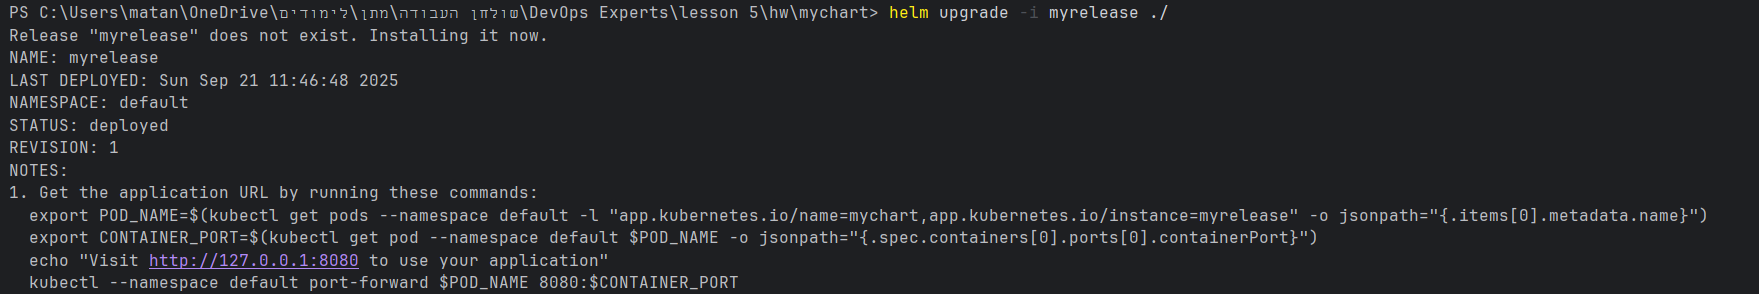 PS C:\Users\matan\OneDrive\שולחן העבודה\מתן\לימודים\DevOps Experts\lesson 5\hw\mychart> helm upgrade -i myrelease ./
Release "myrelease" does not exist. Installing it now.
NAME: myrelease
LAST DEPLOYED: Sun Sep 21 11:46:48 2025
NAMESPACE: default
STATUS: deployed
REVISION: 1
NOTES:
1. Get the application URL by running these commands:
  export POD_NAME=$(kubectl get pods --namespace default -l "app.kubernetes.io/name=mychart,app.kubernetes.io/instance=myrelease" -o jsonpath="{.items[0].metadata.name}")
  export CONTAINER_PORT=$(kubectl get pod --namespace default $POD_NAME -o jsonpath="{.spec.containers[0].ports[0].containerPort}")
  echo "Visit http://127.0.0.1:8080 to use your application"
  kubectl --namespace default port-forward $POD_NAME 8080:$CONTAINER_PORT